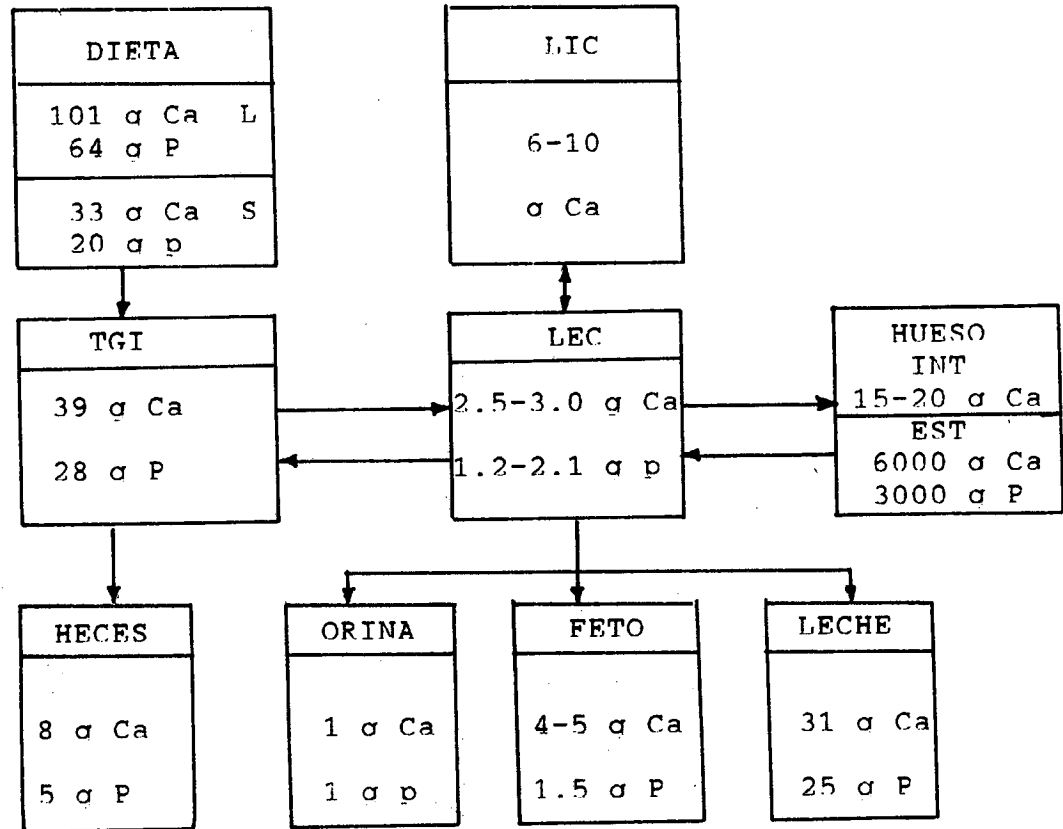 DIETA
101 g Ca L
64 g P
33 g Ca S
20 g p
LIC
6-10
g Ca
TGI
39 g Ca
28 g P
LEC
2.5-3.0 g Ca
1.2-2.1 g p
HUESO
INT
15-20 g Ca
EST
6000 g Ca
3000 g P
HECES
8 g Ca
5 g P
ORINA
1 g Ca
1 g p
FETO
4-5 g Ca
1.5 g P
LECHE
31 g Ca
25 g P